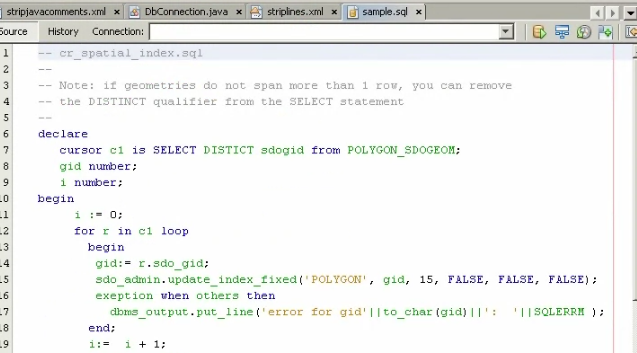 stripjavacomments.xml × DbConnection.java × striplines.xml × sample.sql ×
Source History Connection:
1 -- cr_spatial_index.sql
2 --
3 -- Note: if geometries do not span more than 1 row, you can remove
4 -- the DISTINCT qualifier from the SELECT statement
5 --
6 declare
7 cursor c1 is SELECT DISTICT sdogid from POLYGON_SDOGEOM;
8 gid number;
9 i number;
10 begin
11 i := 0;
12 for r in c1 loop
13 begin
14 gid:= r.sdo_gid;
15 sdo_admin.update_index_fixed('POLYGON', gid, 15, FALSE, FALSE, FALSE);
16 exeption when others then
17 dbms_output.put_line('error for gid'||to_char(gid)||': '||SQLERRM );
18 end;
19 i:= i + 1;